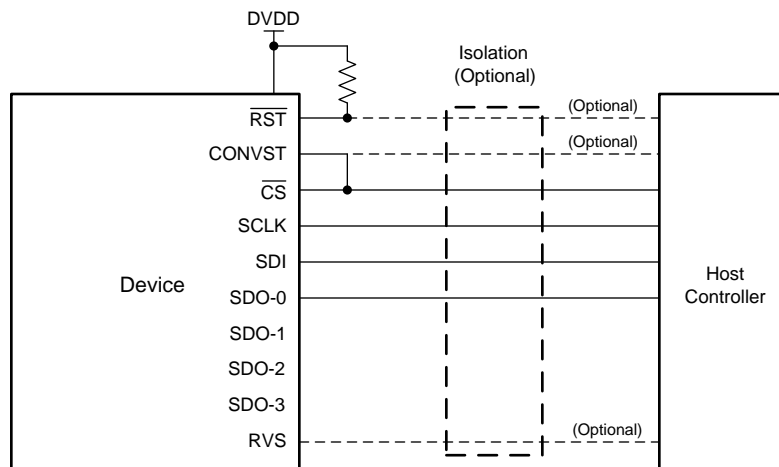 DVDD
Isolation
(Optional)
RST
(Optional)
CONVST
(Optional)
CS
SCLK
SDI
Device
SDO-0
Host
Controller
SDO-1
SDO-2
SDO-3
RVS
(Optional)